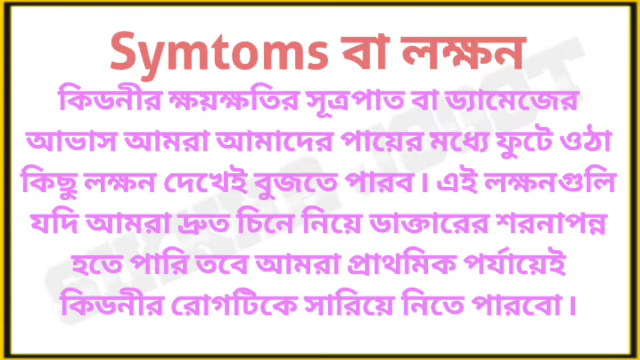 Symtoms বা লক্ষন
কিডনীর ক্ষয়ক্ষতির সূত্রপাত বা ড্যামেজের
আভাস আমরা আমাদের পায়ের মধ্যে ফুটে ওঠা
কিছু লক্ষন দেখেই বুজতে পারব। এই লক্ষনগুলি
যদি আমরা দ্রুত চিনে নিয়ে ডাক্তারের শরনাপন্ন
হতে পারি তবে আমরা প্রাথমিক পর্যায়েই
কিডনীর রোগটিকে সারিয়ে নিতে পারবো।